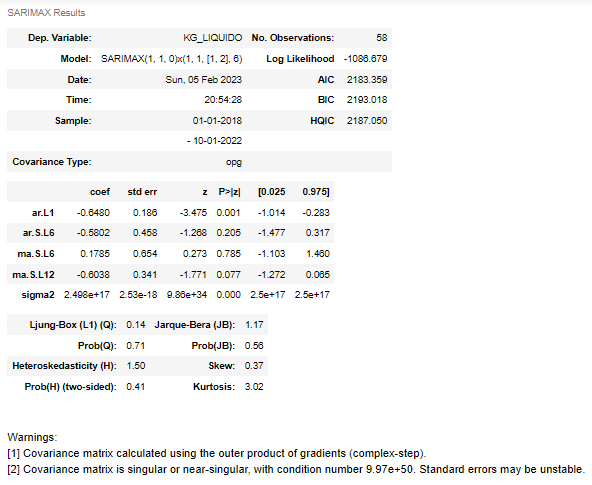 SARIMAX Results
Dep. Variable: KG_LIQUIDO No. Observations: 58
Model: SARIMAX(1, 1, 0)x(1, 1, [1, 2], 6) Log Likelihood -1086.679
Date: Sun, 05 Feb 2023 AIC 2183.359
Time: 20:54:28 BIC 2193.018
Sample: 01-01-2018 HQIC 2187.050
- 10-01-2022
Covariance Type: opg
coef std err z P>|z| [0.025 0.975]
ar.L1 -0.6480 0.186 -3.475 0.001 -1.014 -0.283
ar.S.L6 -0.5802 0.458 -1.268 0.205 -1.477 0.317
ma.S.L6 0.1785 0.654 0.273 0.785 -1.103 1.460
ma.S.L12 -0.6038 0.341 -1.771 0.077 -1.272 0.065
sigma2 2.498e+17 2.53e-18 9.86e+34 0.000 2.5e+17 2.5e+17
Ljung-Box (L1) (Q): 0.14 Jarque-Bera (JB): 1.17
Prob(Q): 0.71 Prob(JB): 0.56
Heteroskedasticity (H): 1.50 Skew: 0.37
Prob(H) (two-sided): 0.41 Kurtosis: 3.02
Warnings:
[1] Covariance matrix calculated using the outer product of gradients (complex-step).
[2] Covariance matrix is singular or near-singular, with condition number 9.97e+50. Standard errors may be unstable.